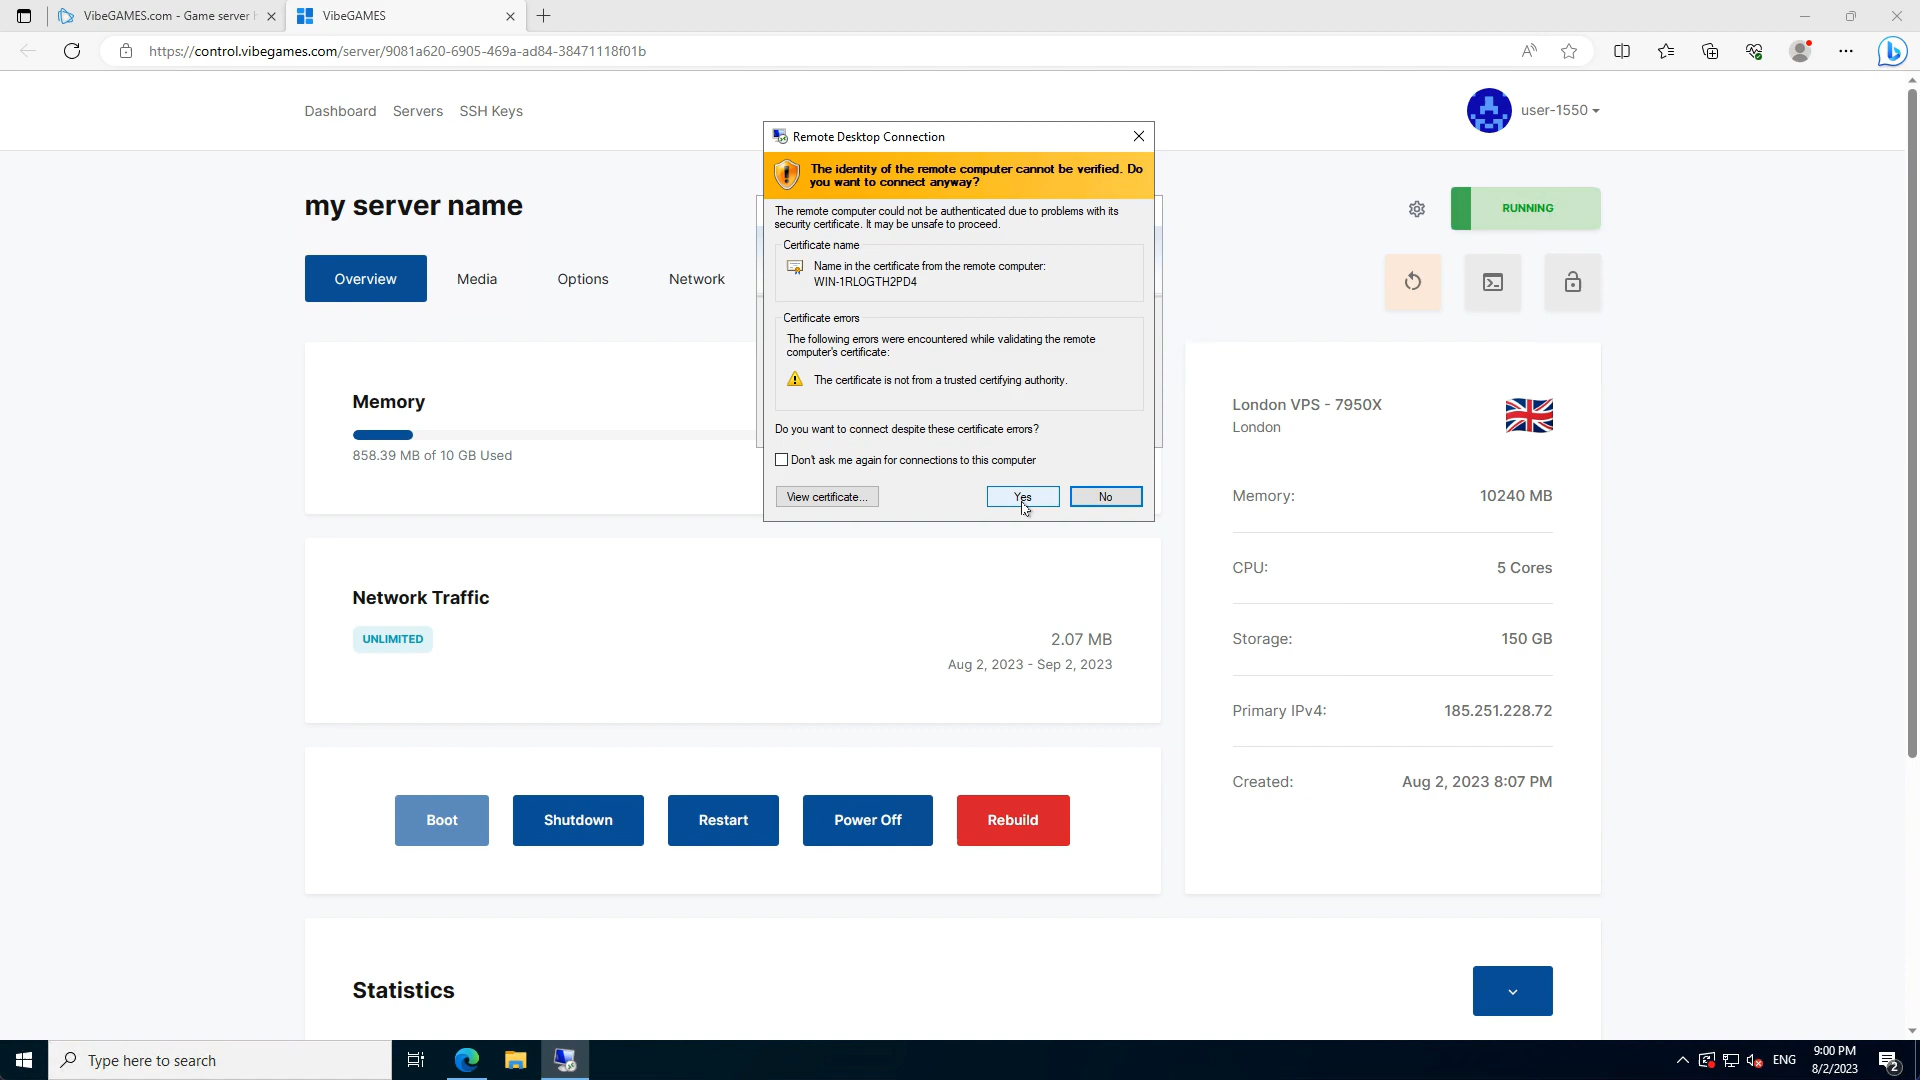 VibeGAMES.com - Game server
VibeGAMES
https://control.vibegames.com/server/9081a620-6905-469a-ad84-38471118f01b
Dashboard Servers SSH Keys
user-1550
my server name
RUNNING
Overview Media Options Network
Remote Desktop Connection
The identity of the remote computer cannot be verified. Do
you want to connect anyway?
The remote computer could not be authenticated due to problems with its
security certificate. It may be unsafe to proceed.
Certificate name
Name in the certificate from the remote computer:
WIN-1RLOGTH2PD4
Certificate errors
The following errors were encountered while validating the remote
computer's certificate:
The certificate is not from a trusted certifying authority.
Do you want to connect despite these certificate errors?
Don't ask me again for connections to this computer
View certificate... Yes No
Memory
858.39 MB of 10 GB Used
Network Traffic
UNLIMITED
2.07 MB
Aug 2, 2023 - Sep 2, 2023
Boot Shutdown Restart Power Off Rebuild
London VPS - 7950X
London
Memory: 10240 MB
CPU: 5 Cores
Storage: 150 GB
Primary IPv4: 185.251.228.72
Created: Aug 2, 2023 8:07 PM
Statistics
Type here to search
ENG
9:00 PM
8/2/2023
2